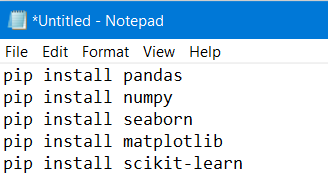 *Untitled - Notepad
File Edit Format View Help
pip install pandas
pip install numpy
pip install seaborn
pip install matplotlib
pip install scikit-learn